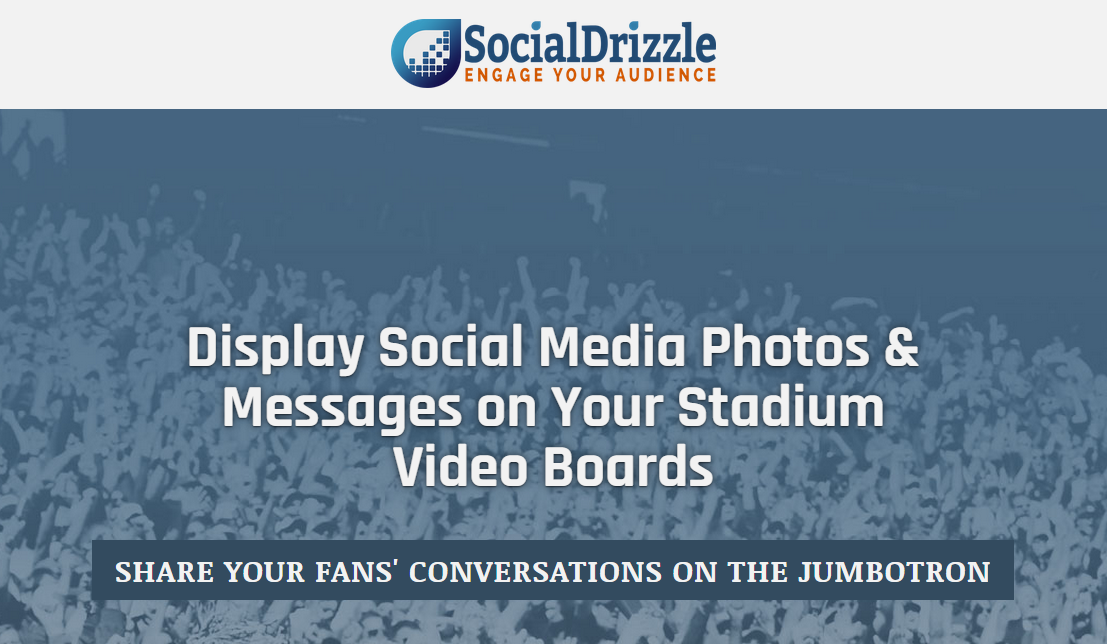 SocialDrizzle
ENGAGE YOUR AUDIENCE
Display Social Media Photos &
Messages on Your Stadium
Video Boards
SHARE YOUR FANS' CONVERSATIONS ON THE JUMBOTRON